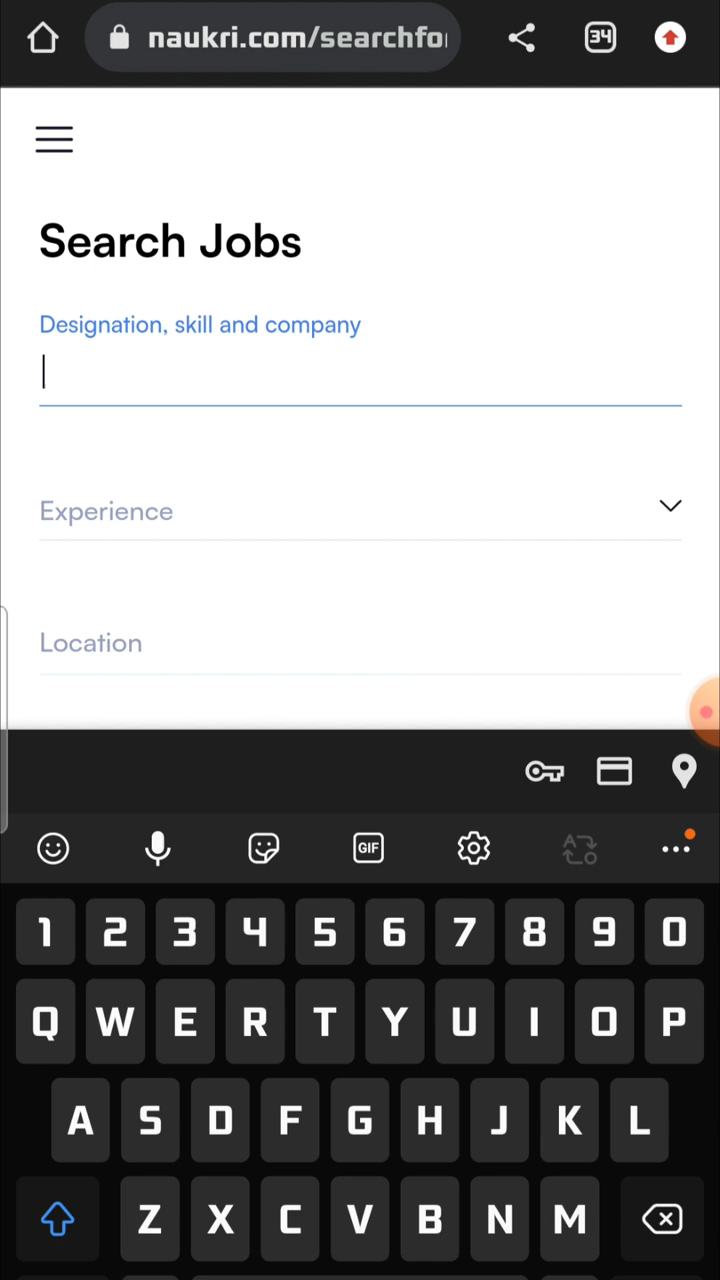 naukri.com/searchfo
34
Search Jobs
Designation, skill and company
Experience
Location
GIF
1 2 3 4 5 6 7 8 9 0
Q W E R T Y U I O P
A S D F G H J K L
Z X C V B N M